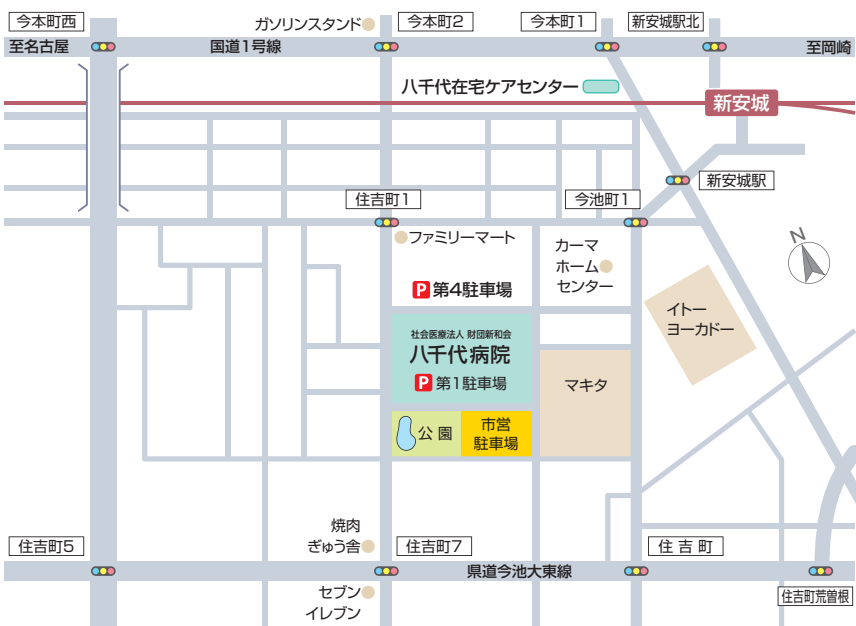 今本町西
ガソリンスタンド
今本町2
今本町1
新安城駅北
至名古屋
国道1号線
至岡崎
八千代在宅ケアセンター
新安城
新安城駅
住吉町1
今池町1
ファミリーマート
カーマ
ホーム
センター
N
P 第4駐車場
イトー
ヨーカドー
社会医療法人 財団新和会
八千代病院
P 第1駐車場
マキタ
公園
市営
駐車場
焼肉
ぎゅう舎
住吉町5
住吉町7
住吉町
県道今池大東線
セブン
イレブン
住吉町荒曽根